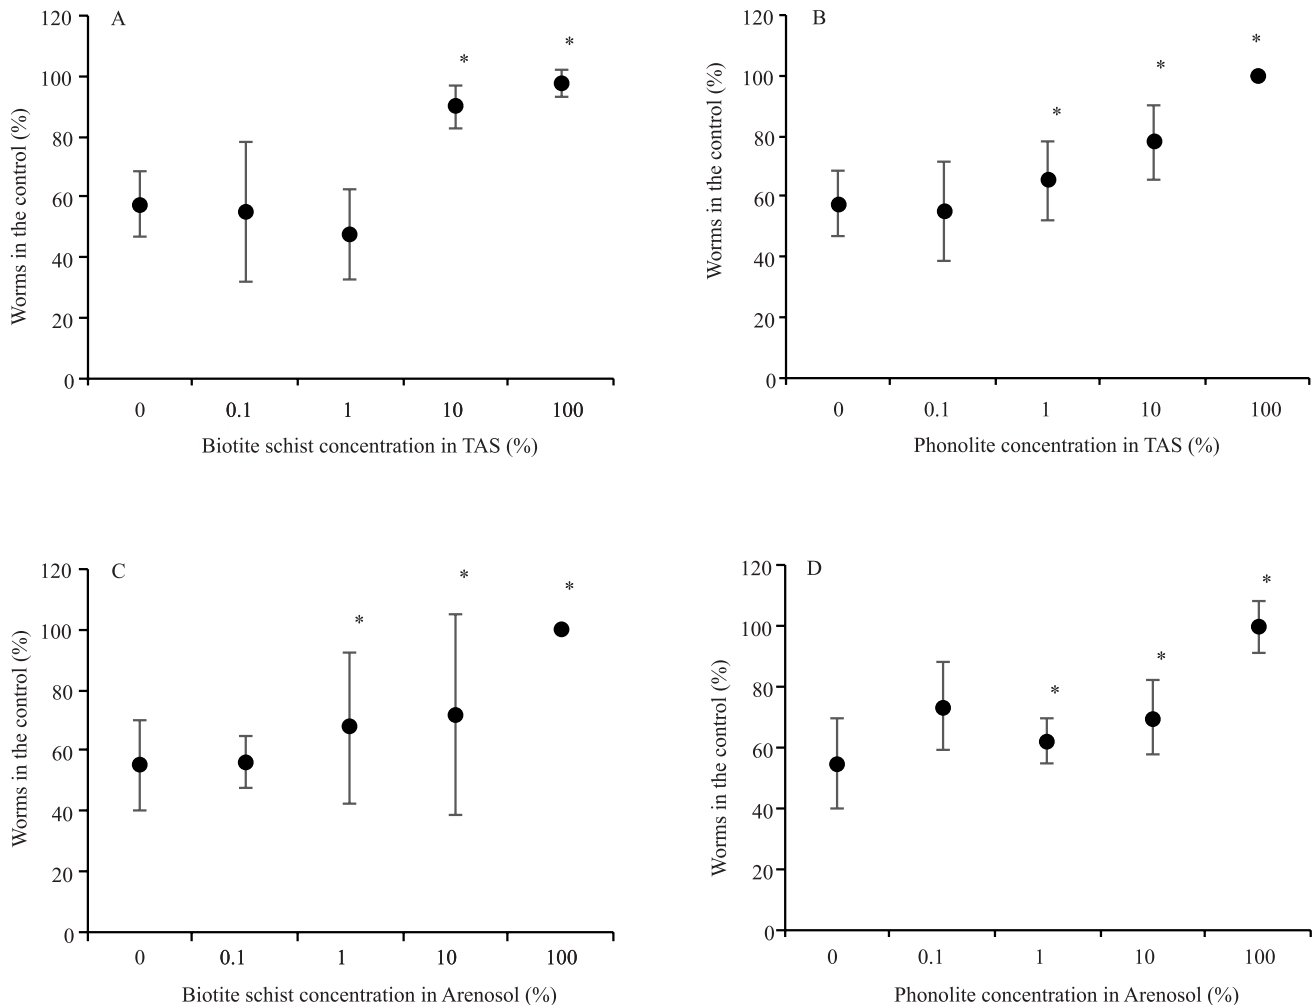 A
120
100
80
60
40
20
0
Worms in the control (%)
*
*
0 0.1 1 10 100
Biotite schist concentration in TAS (%)
B
120
100
80
60
40
20
0
Worms in the control (%)
*
*
*
0 0.1 1 10 100
Phonolite concentration in TAS (%)
C
120
100
80
60
40
20
0
Worms in the control (%)
*
*
*
0 0.1 1 10 100
Biotite schist concentration in Arenosol (%)
D
120
100
80
60
40
20
0
Worms in the control (%)
*
*
*
0 0.1 1 10 100
Phonolite concentration in Arenosol (%)